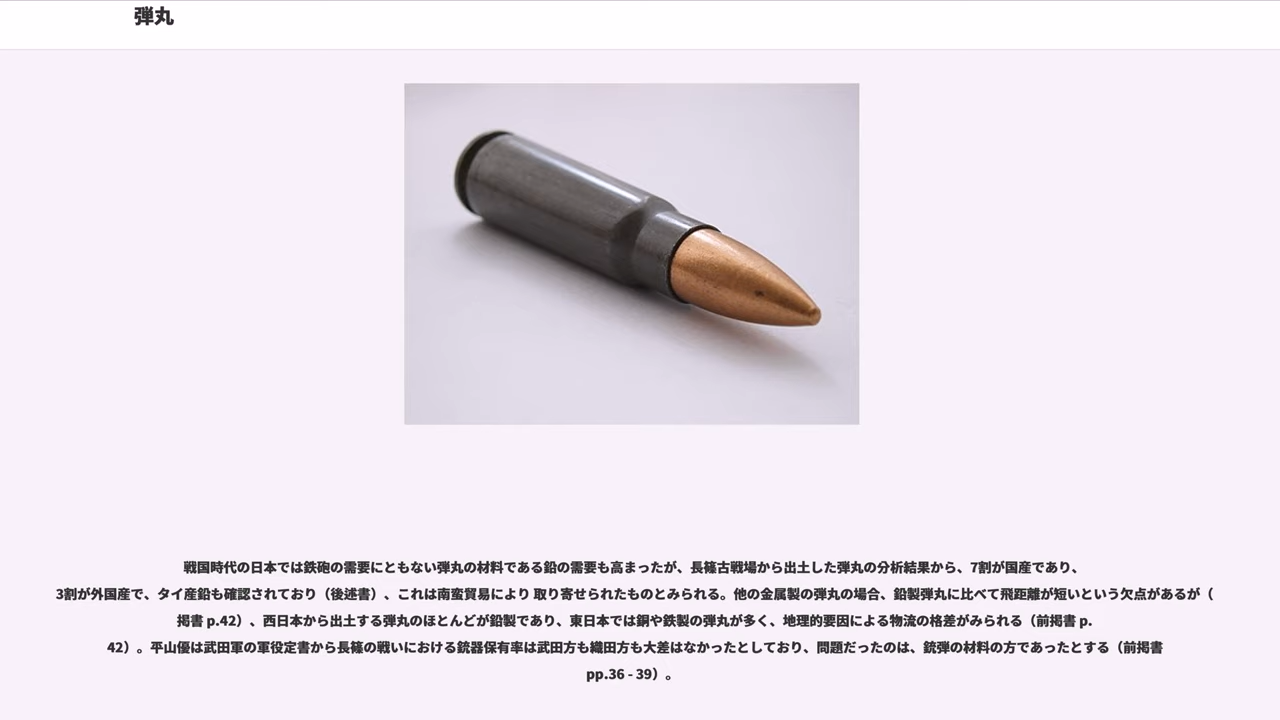 弾丸
戦国時代の日本では鉄砲の需要にともない弾丸の材料である鉛の需要も高まったが、長篠古戦場から出土した弾丸の分析結果から、7割が国産であり、
3割が外国産で、タイ産鉛も確認されており（後述書）、これは南蛮貿易により 取り寄せられたものとみられる。他の金属製の弾丸の場合、鉛製弾丸に比べて飛距離が短いという欠点があるが（
掲書 p.42）、西日本から出土する弾丸のほとんどが鉛製であり、東日本では銅や鉄製の弾丸が多く、地理的要因による物流の格差がみられる（前掲書 p.
42）。平山優は武田軍の軍役定書から長篠の戦いにおける銃器保有率は武田方も織田方も大差はなかったとしており、問題だったのは、銃弾の材料の方であったとする（前掲書
pp.36 - 39）。